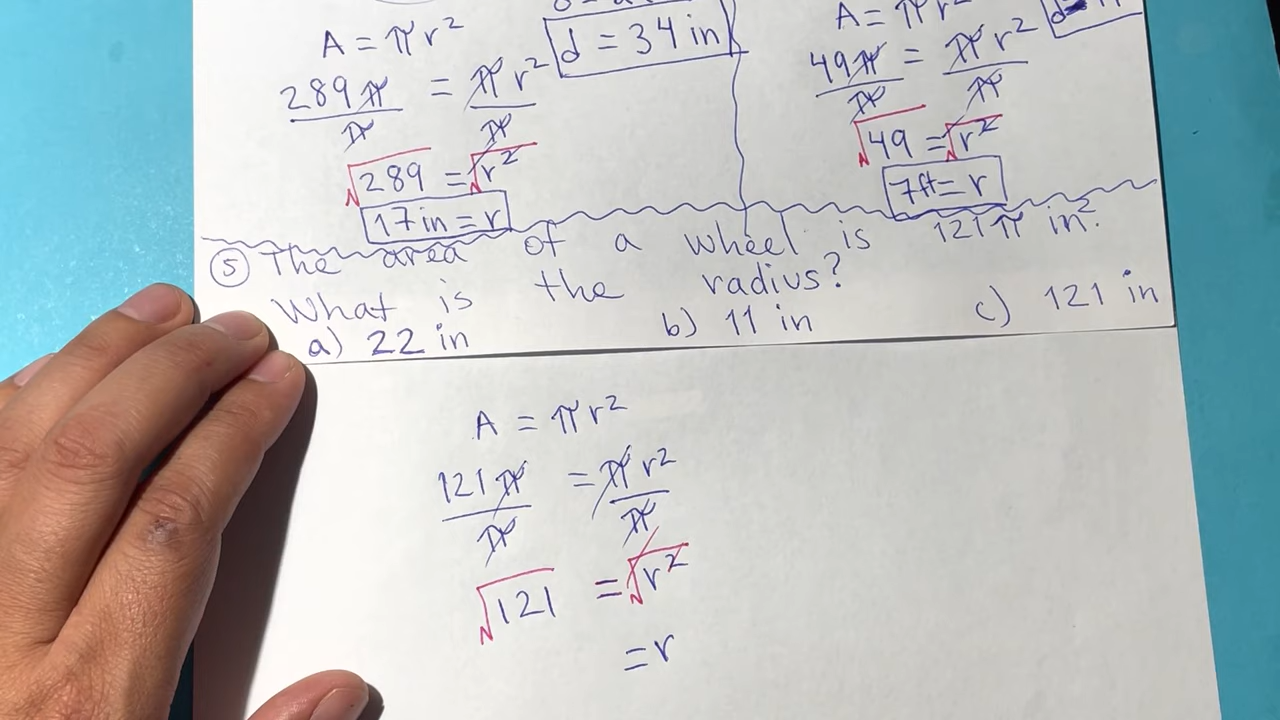 A = πr²
289π/π = πr²/π
√289 = √r²
17 in = r
d = 34 in
A = πr²
49π/π = πr²/π
√49 = √r²
7ft = r
⑤ The area of a wheel is 121π in².
What is the radius?
a) 22 in b) 11 in c) 121 in
A = πr²
121π/π = πr²/π
√121 = √r²
= r